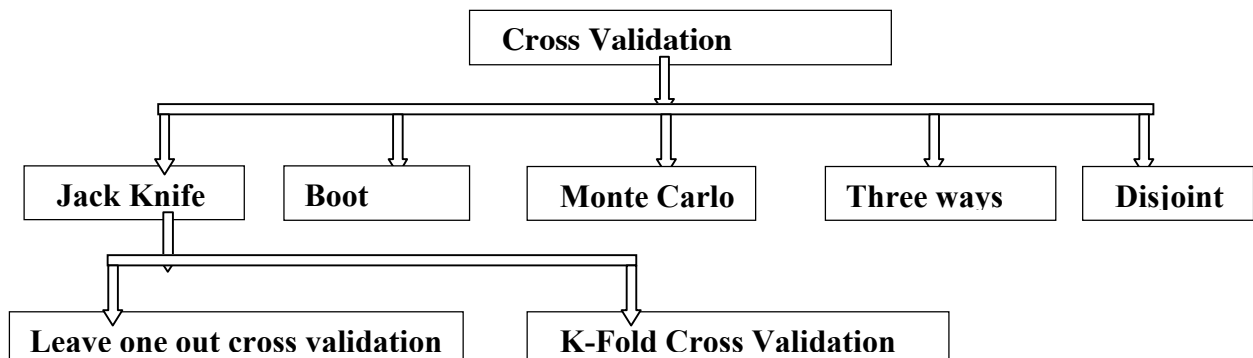 Cross Validation
Jack Knife
Boot
Monte Carlo
Three ways
Disjoint
Leave one out cross validation
K-Fold Cross Validation